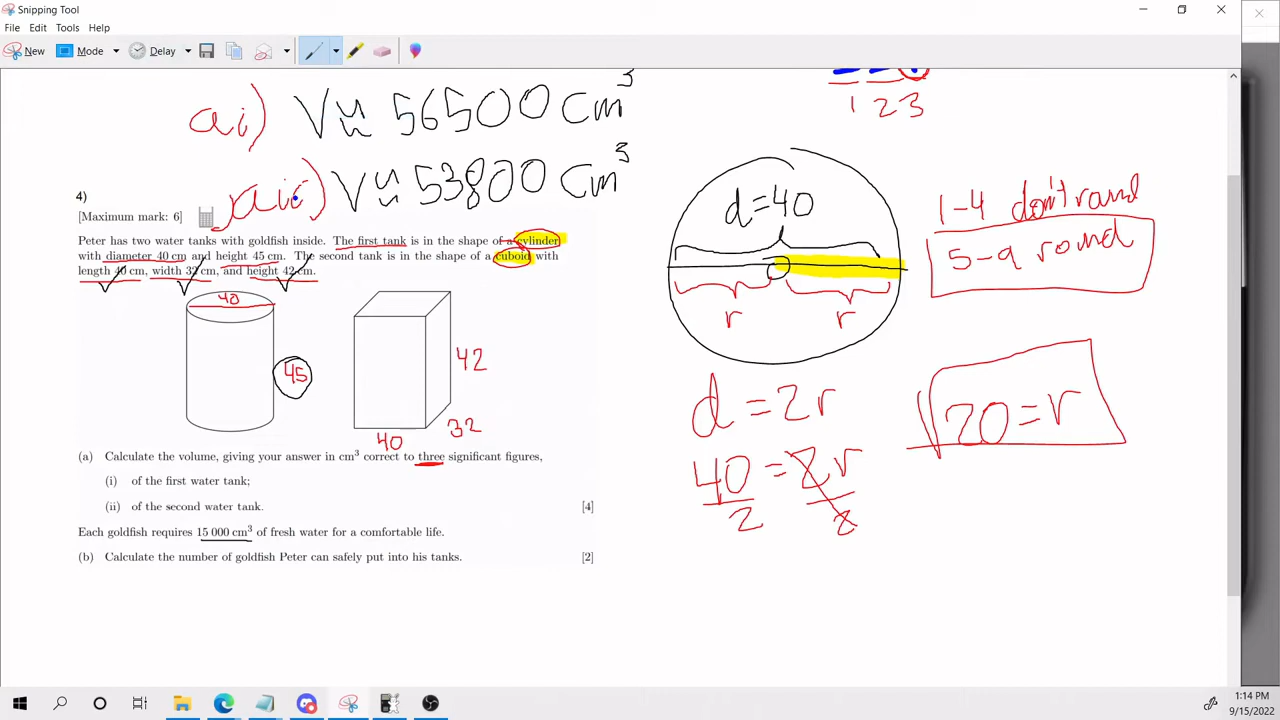 Snipping Tool
File Edit Tools Help
New Mode Delay
1 2 3
ai) V ≈ 56500 cm³
aii) V ≈ 53800 cm³
4)
[Maximum mark: 6]
Peter has two water tanks with goldfish inside. The first tank is in the shape of a cylinder
with diameter 40 cm and height 45 cm. The second tank is in the shape of a cuboid with
length 40 cm, width 32 cm, and height 42 cm.
40
45
42
32
40
(a) Calculate the volume, giving your answer in cm³ correct to three significant figures,
(i) of the first water tank;
(ii) of the second water tank. [4]
Each goldfish requires 15 000 cm³ of fresh water for a comfortable life.
(b) Calculate the number of goldfish Peter can safely put into his tanks. [2]
d=40
r r
d = 2r
40 = 2r
2 2
1-4 don't round
5-9 round
20 = r
1:14 PM
9/15/2022